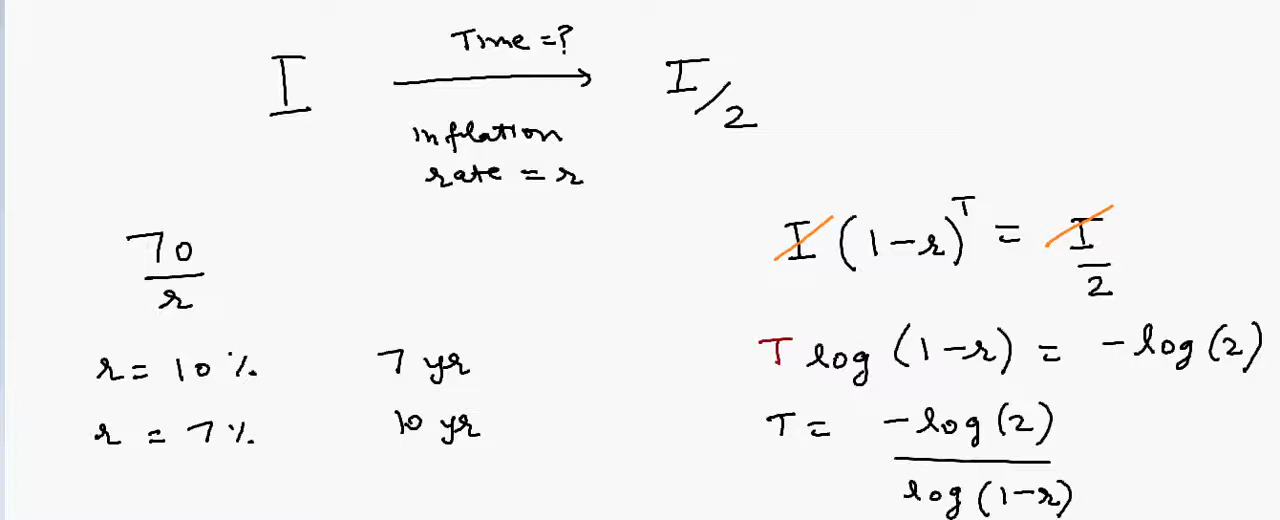 I Time=? I/2
inflation
rate = r
70/r
r = 10% 7 yr
r = 7% 10 yr
I(1-r)^T = I/2
T log(1-r) = -log(2)
T = -log(2)/log(1-r)